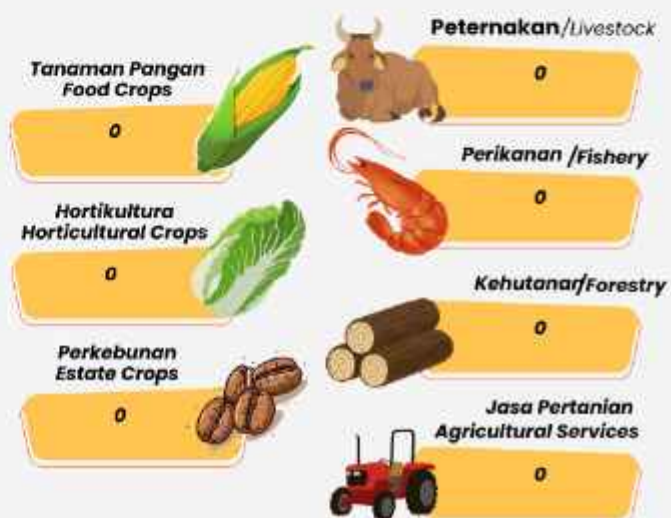 Tanaman Pangan
Food Crops
0
Hortikultura
Horticultural Crops
0
Perkebunan
Estate Crops
0
Peternakan/Livestock
0
Perikanan /Fishery
0
Kehutanan/Forestry
0
Jasa Pertanian
Agricultural Services
0